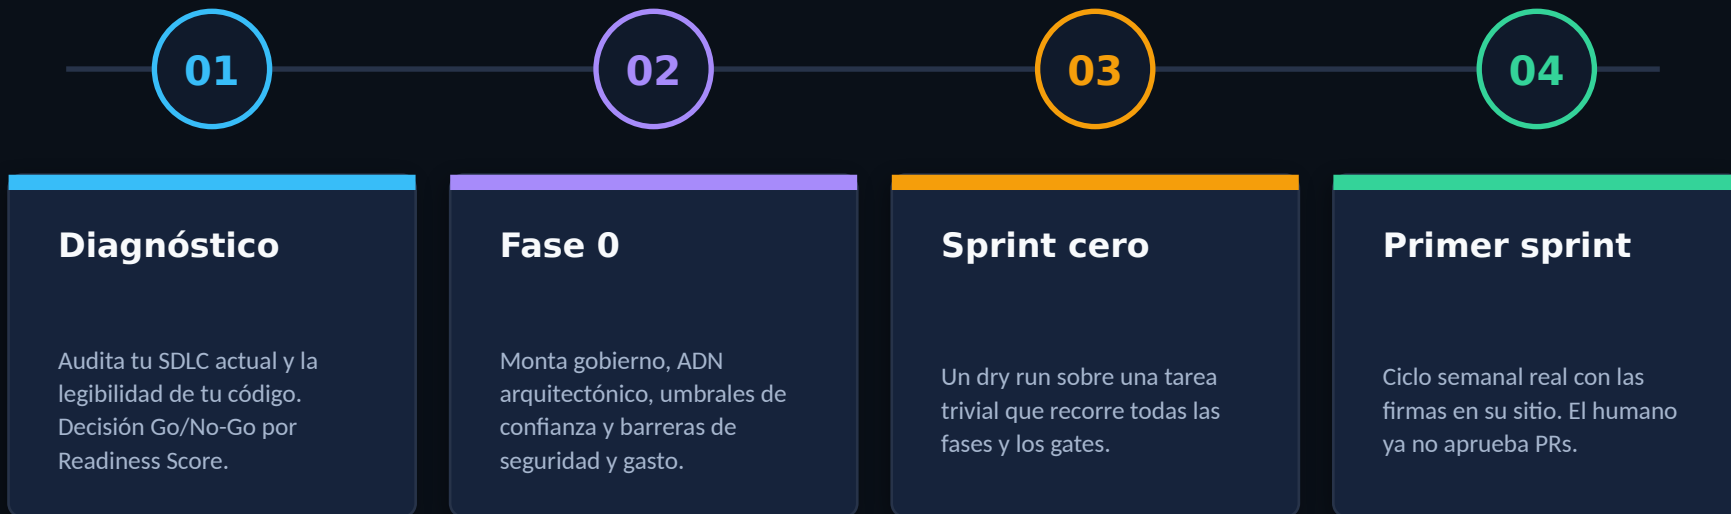 01
02
03
04
Diagnóstico
Audita tu SDLC actual y la
legibilidad de tu código.
Decisión Go/No-Go por
Readiness Score.
Fase 0
Monta gobierno, ADN
arquitectónico, umbrales de
confianza y barreras de
seguridad y gasto.
Sprint cero
Un dry run sobre una tarea
trivial que recorre todas las
fases y los gates.
Primer sprint
Ciclo semanal real con las
firmas en su sitio. El humano
ya no aprueba PRs.